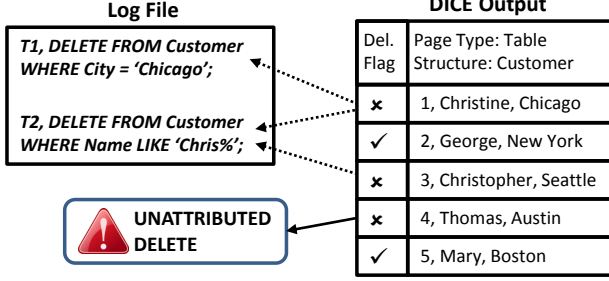 Log File
T1, DELETE FROM Customer
WHERE City = ‘Chicago’;
T2, DELETE FROM Customer
WHERE Name LIKE ‘Chris%’;
UNATTRIBUTED
DELETE
DICE Output
Del.
Flag
Page Type: Table
Structure: Customer
× 1, Christine, Chicago
✓ 2, George, New York
× 3, Christopher, Seattle
× 4, Thomas, Austin
✓ 5, Mary, Boston